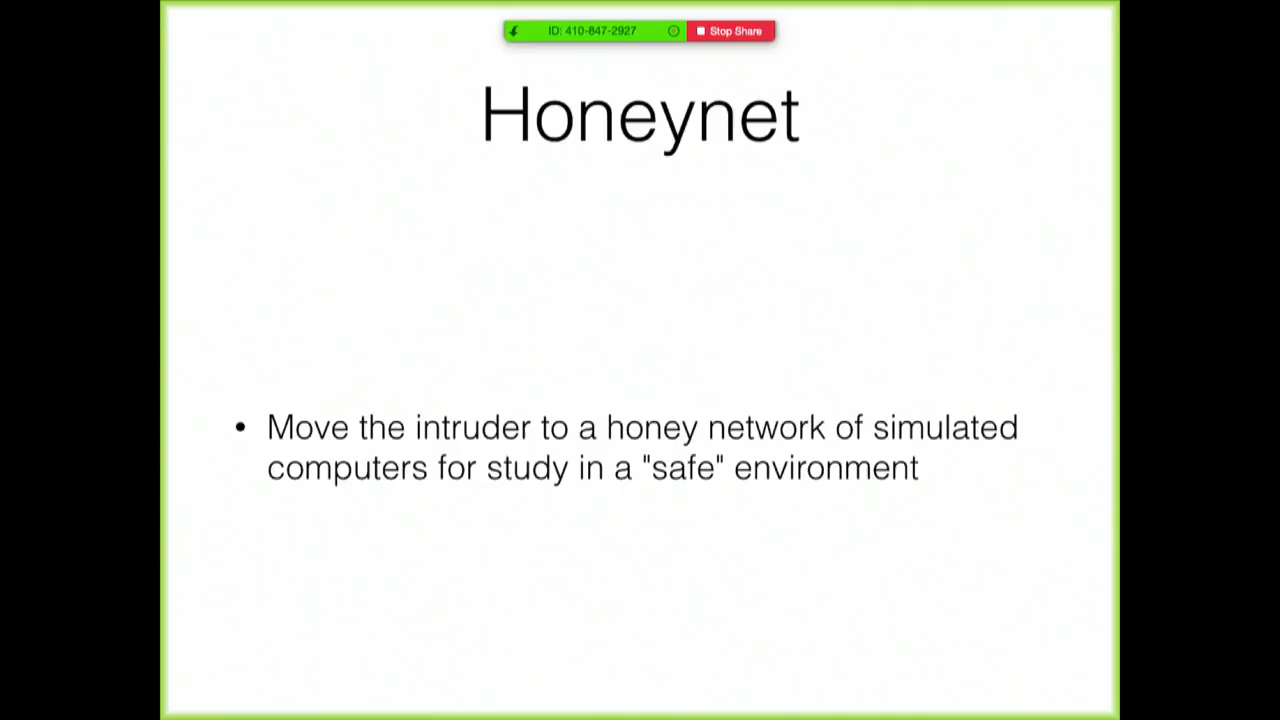 ID: 410-847-2927 Stop Share
Honeynet
• Move the intruder to a honey network of simulated
computers for study in a "safe" environment